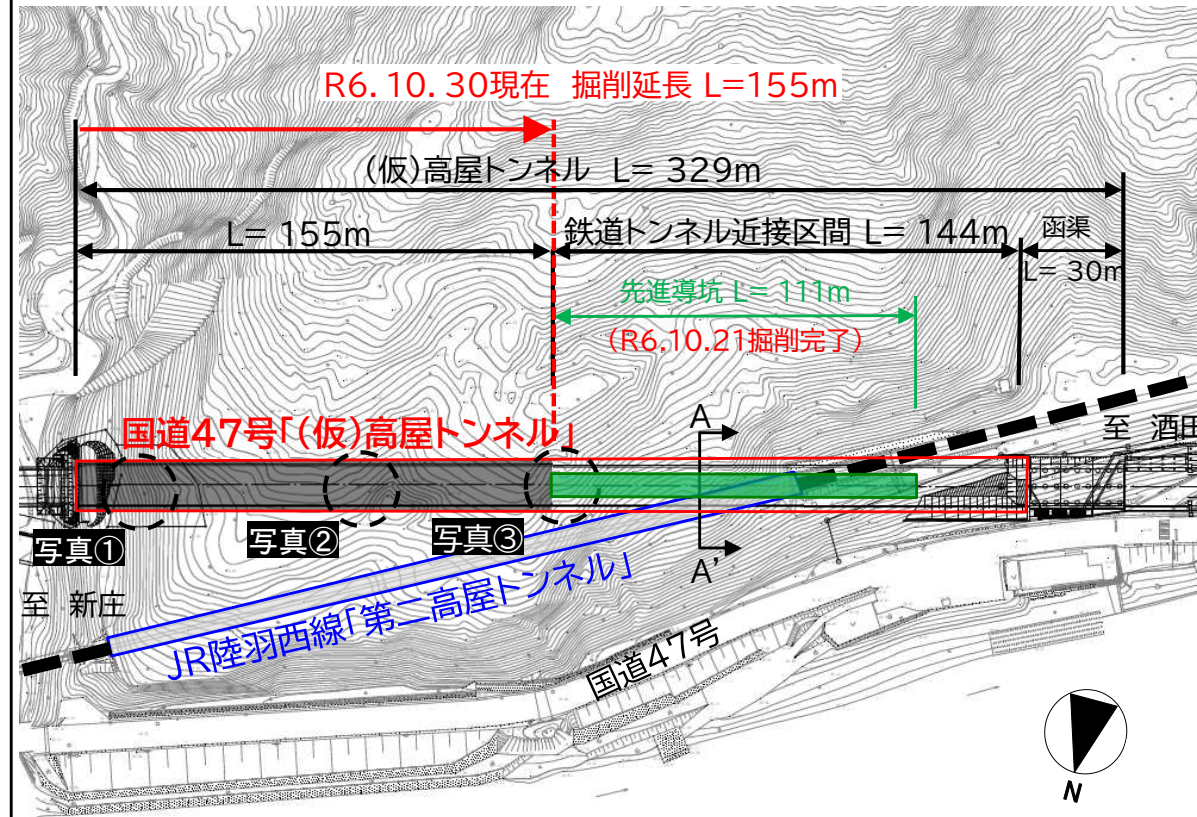 R6.10.30現在 掘削延長 L=155m
(仮)高屋トンネル L= 329m
L= 155m
鉄道トンネル近接区間 L= 144m
函渠
L= 30m
先進導坑 L= 111m
(R6.10.21掘削完了)
国道47号「(仮)高屋トンネル」
A
至 酒田
写真①
写真②
写真③
A'
至 新庄
JR陸羽西線「第二高屋トンネル」
国道47号
N